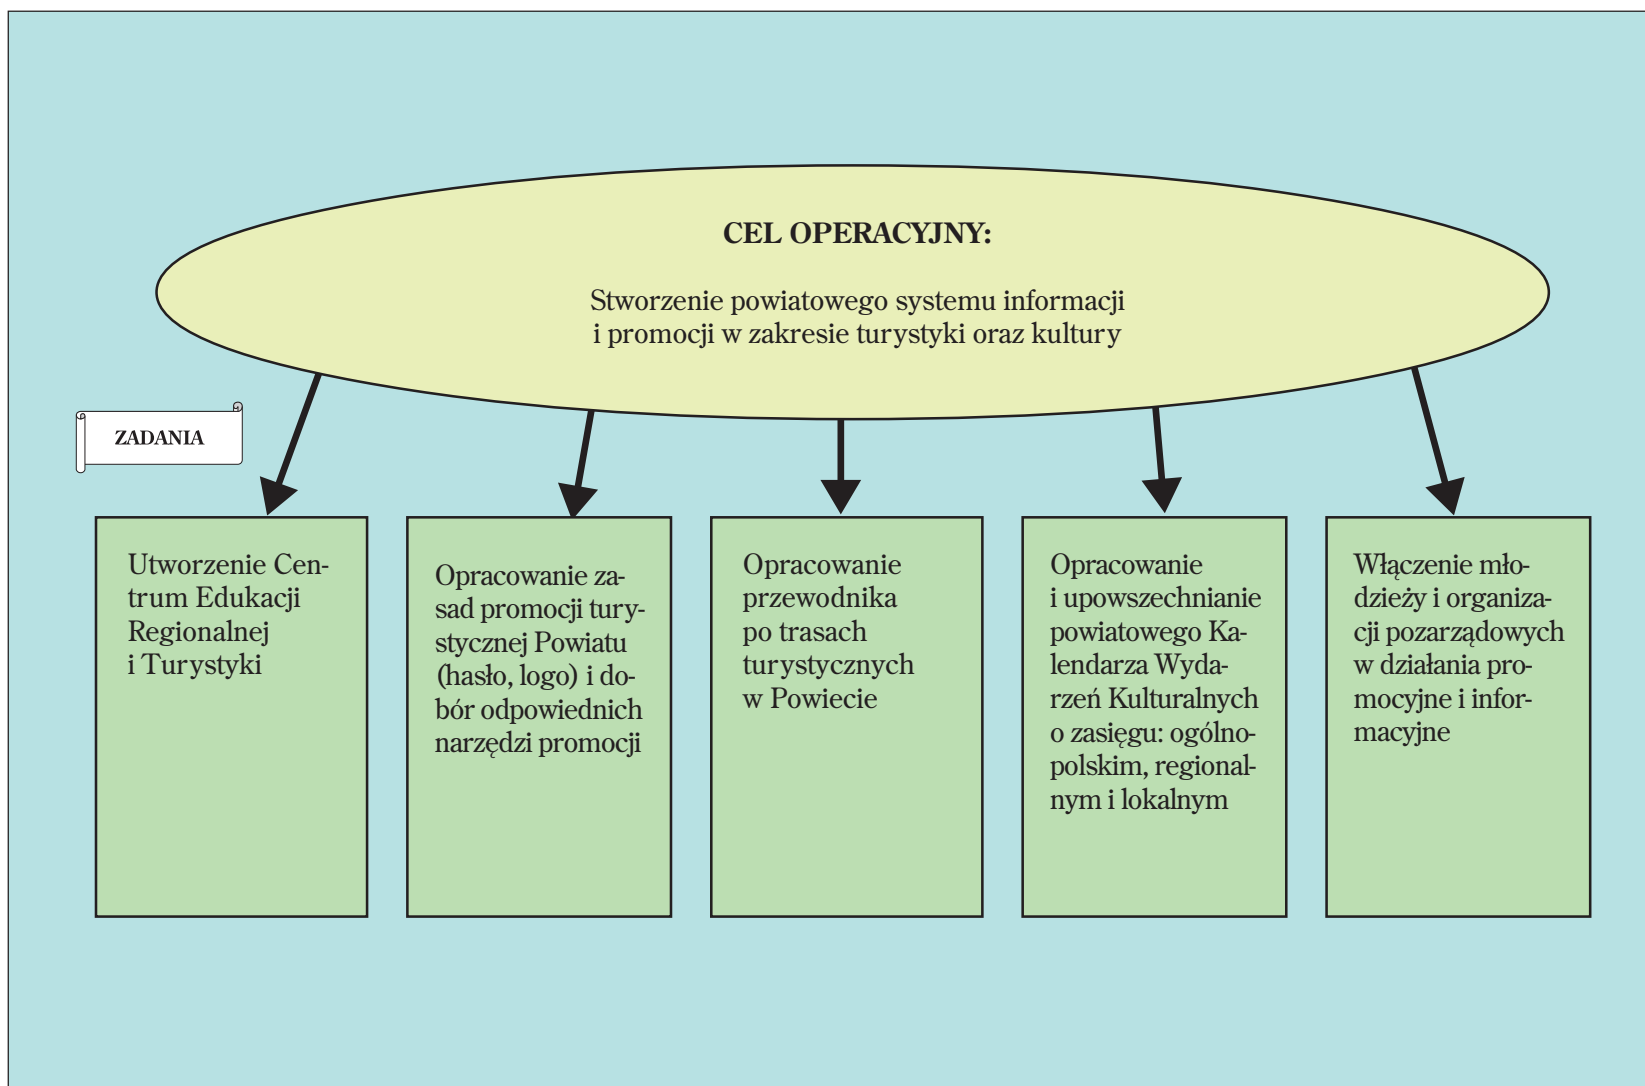 CEL OPERACYJNY:
Stworzenie powiatowego systemu informacji
i promocji w zakresie turystyki oraz kultury
ZADANIA
Utworzenie Cen-
trum Edukacji
Regionalnej
i Turystyki
Opracowanie za-
sad promocji tury-
stycznej Powiatu
(hasło, logo) i do-
bór odpowiednich
narzędzi promocji
Opracowanie
przewodnika
po trasach
turystycznych
w Powiecie
Opracowanie
i upowszechnianie
powiatowego Ka-
lendarza Wyda-
rzeń Kulturalnych
o zasięgu: ogólno-
polskim, regional-
nym i lokalnym
Włączenie mło-
dzieży i organiza-
cji pozarządowych
w działania pro-
mocyjne i infor-
macyjne